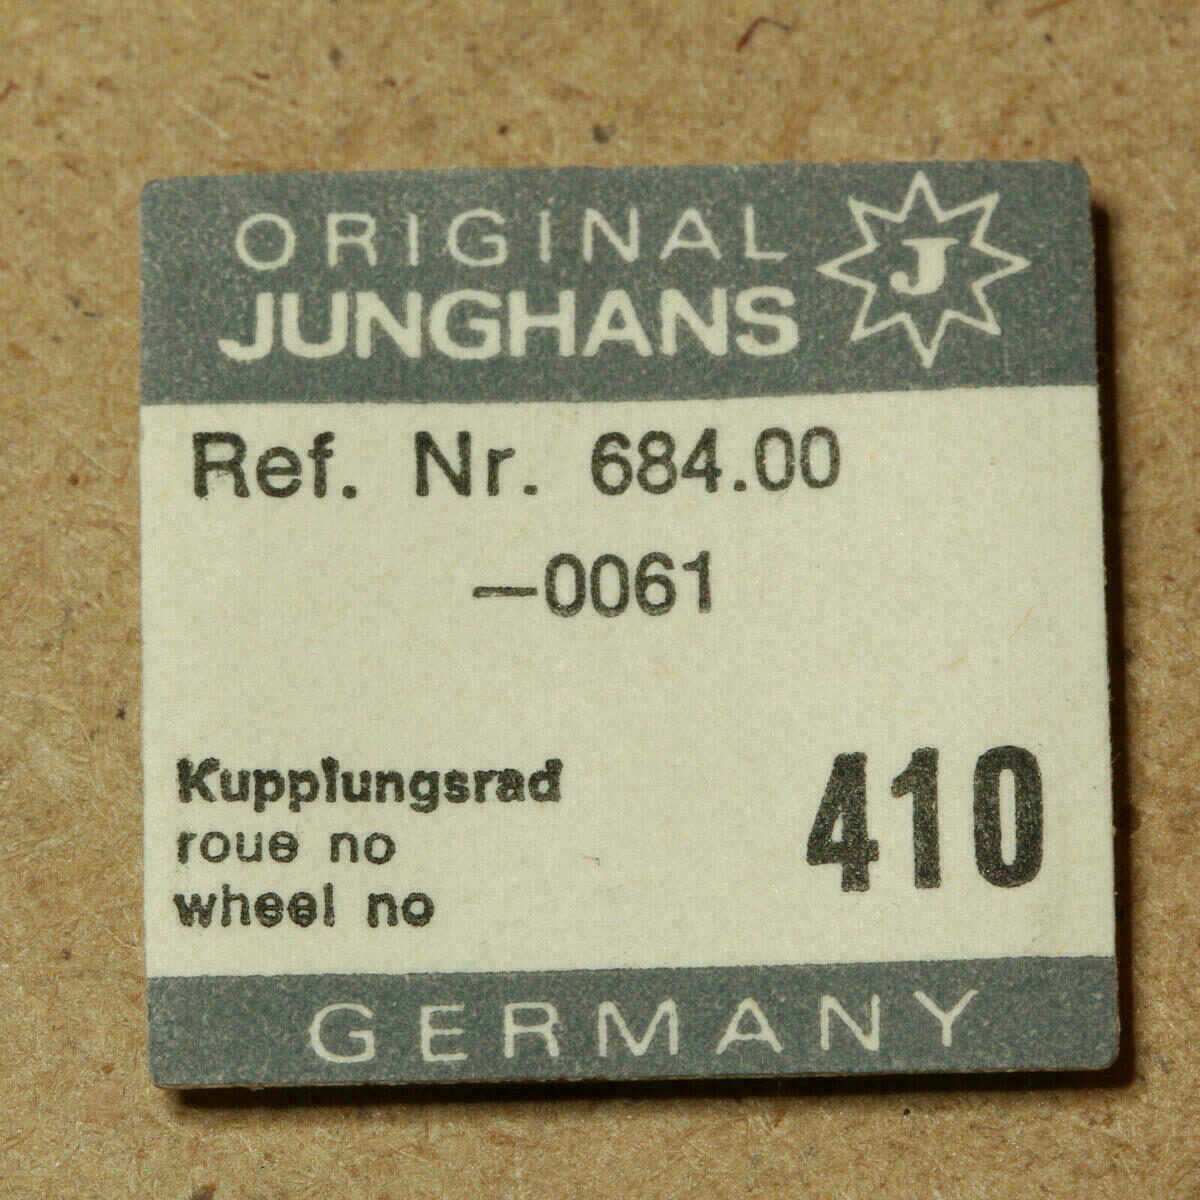 ORIGINAL
JUNGHANS
J
Ref. Nr. 684.00
—0061
Kupplungsrad
roue no
wheel no
410
GERMANY